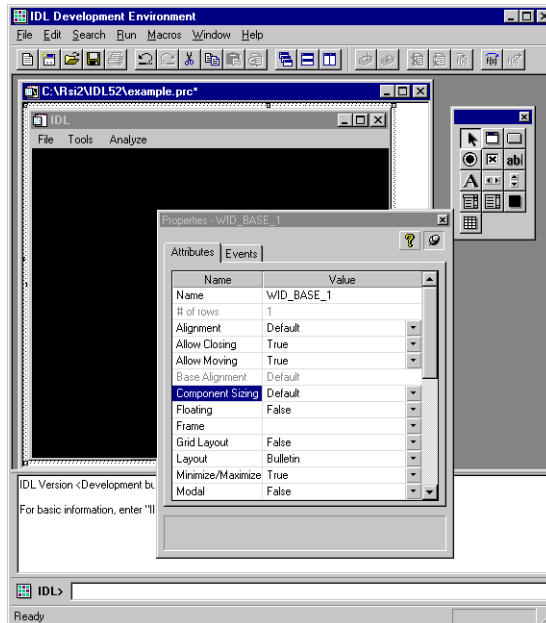 IDL Development Environment
File Edit Search Run Macros Window Help
C:\Rsi2\IDL52\example.prc*
IDL
File Tools Analyze
abl
A
Properties - WID_BASE_1
Attributes Events
Name Value
Name WID_BASE_1
# of rows 1
Alignment Default
Allow Closing True
Allow Moving True
Base Alignment Default
Component Sizing Default
Floating False
Frame
Grid Layout False
Layout Bulletin
Minimize/Maximize True
Modal False
IDL Version <Development bu
For basic information, enter "II
IDL>
Ready